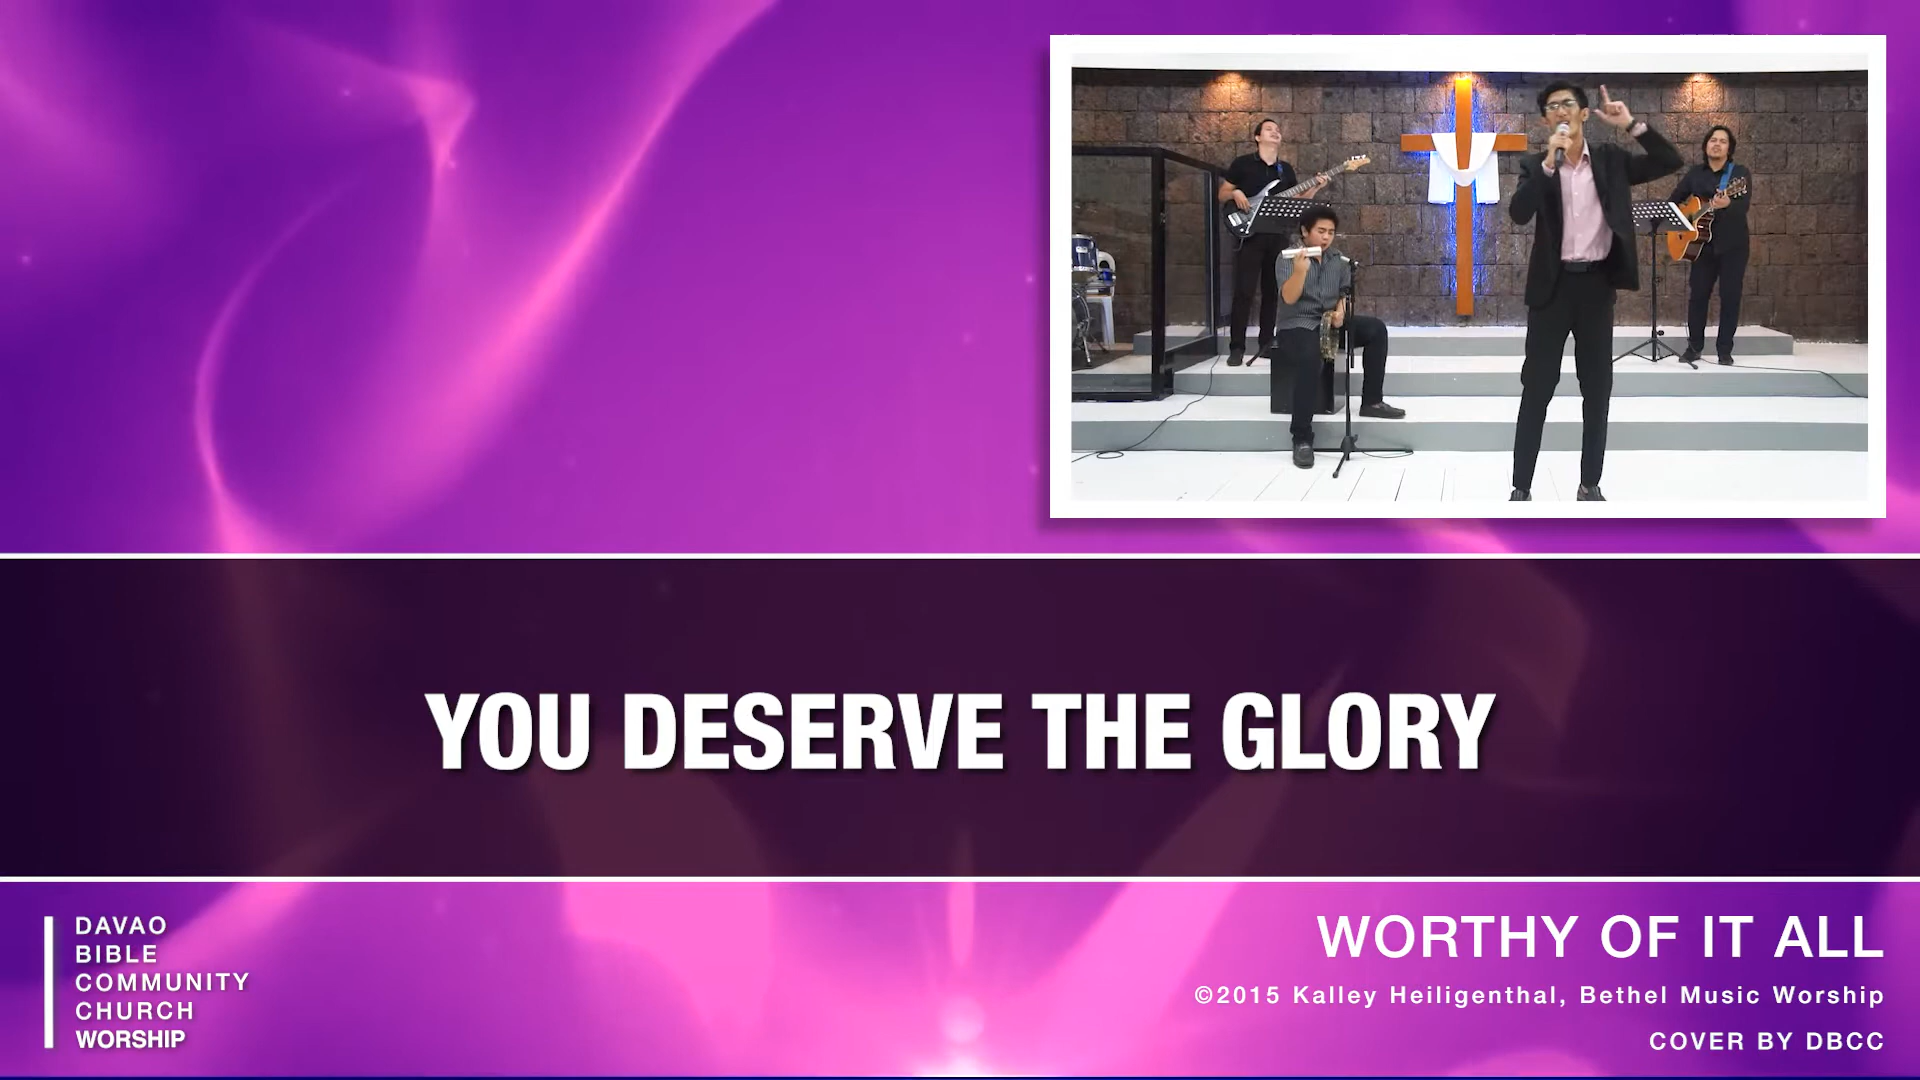 YOU DESERVE THE GLORY
DAVAO
BIBLE
COMMUNITY
CHURCH
WORSHIP
WORTHY OF IT ALL
©2015 Kalley Heiligenthal, Bethel Music Worship
COVER BY DBCC